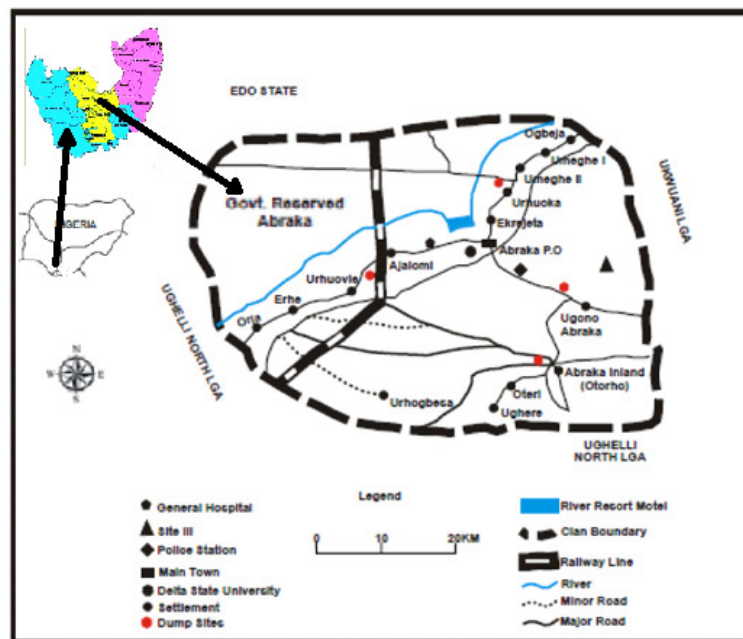 EDO STATE
IGERIA
Govt. Reserved
Abraka
Ogbeja
Umeghe I
Umeghe II
Urhuoka
Ekrejeta
Abraka P.O
Ajalomi
Urhuovie
Erhe
Oria
UKWUANI LGA
UGHELLI NORTH LGA
Ugono
Abraka
Abraka Inland
(Otorho)
Oteri
Ughere
Urhogbesa
UGHELLI
NORTH LGA
N
W E
S
Legend
General Hospital
Site III
Police Station
Main Town
Delta State University
Settlement
Dump Sites
0 10 20KM
River Resort Motel
Clan Boundary
Railway Line
River
Minor Road
Major Road